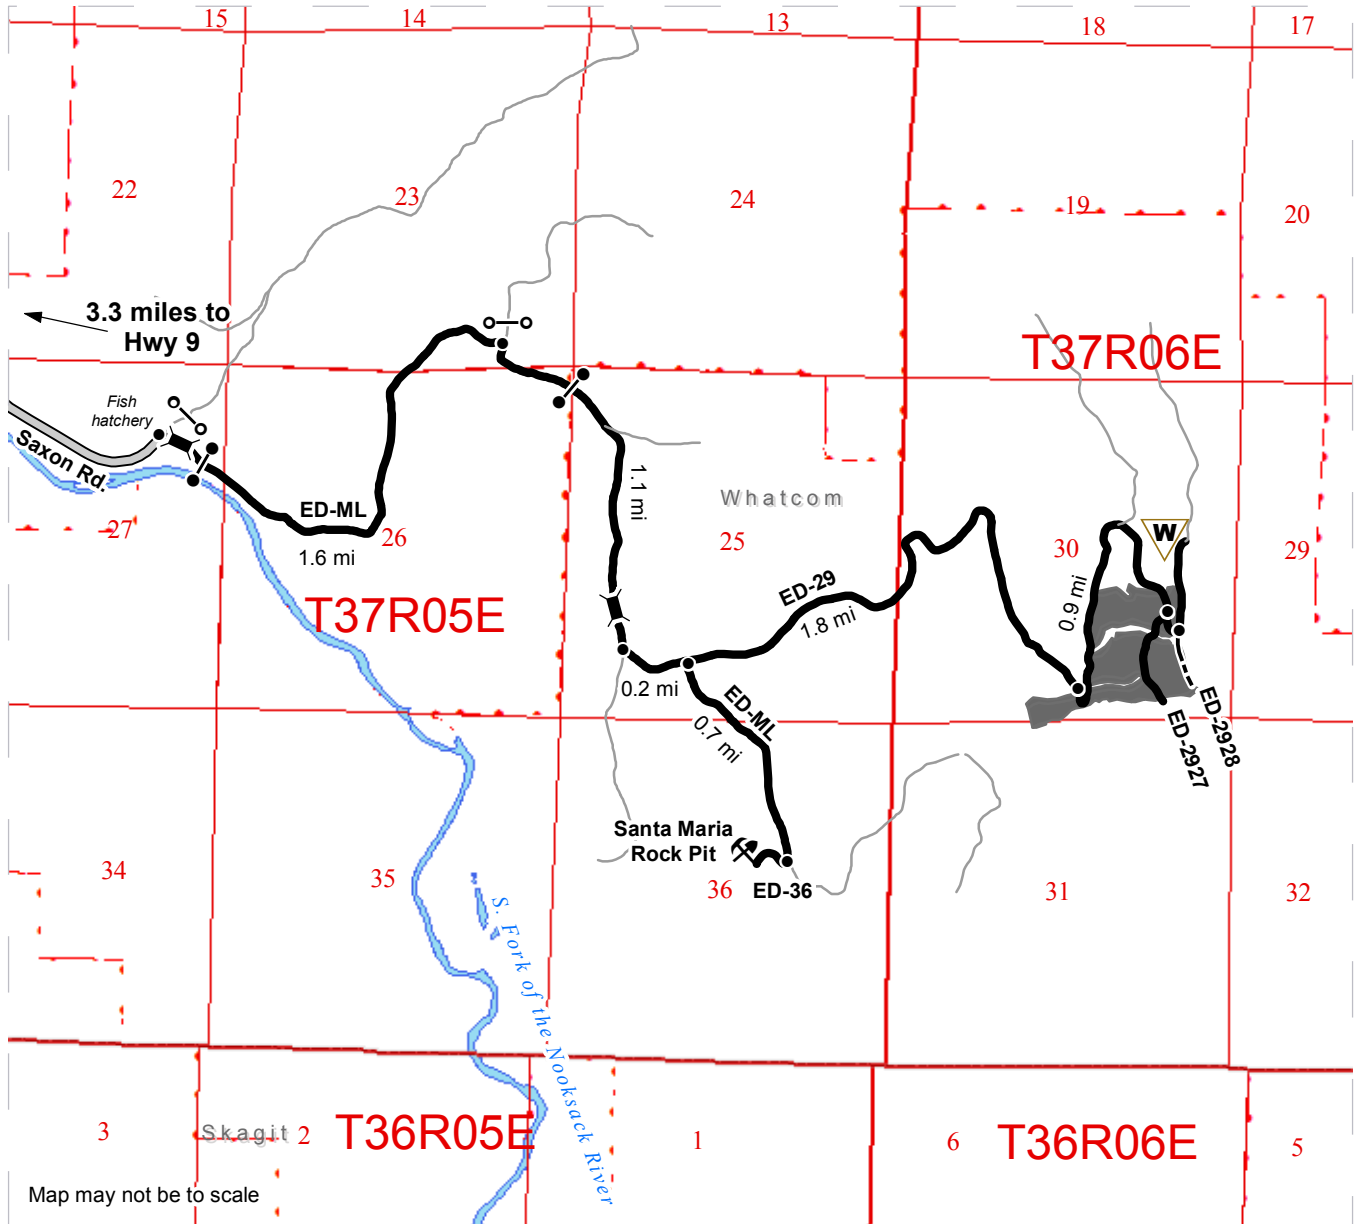 15
14
13
18
17
22
23
24
19
20
3.3 miles to
Hwy 9
T37R06E
Fish
hatchery
Saxon Rd.
27
ED-ML
1.6 mi
26
1.1 mi
Whatcom
25
30
W
29
T37R05E
ED-29
1.8 mi
0.9 mi
0.2 mi
ED-ML
0.7 mi
ED-2928
ED-2927
Santa Maria
Rock Pit
34
35
36
ED-36
31
32
S. Fork of the Nooksack River
3
Skagit
2
T36R05E
1
6
T36R06E
5
Map may not be to scale